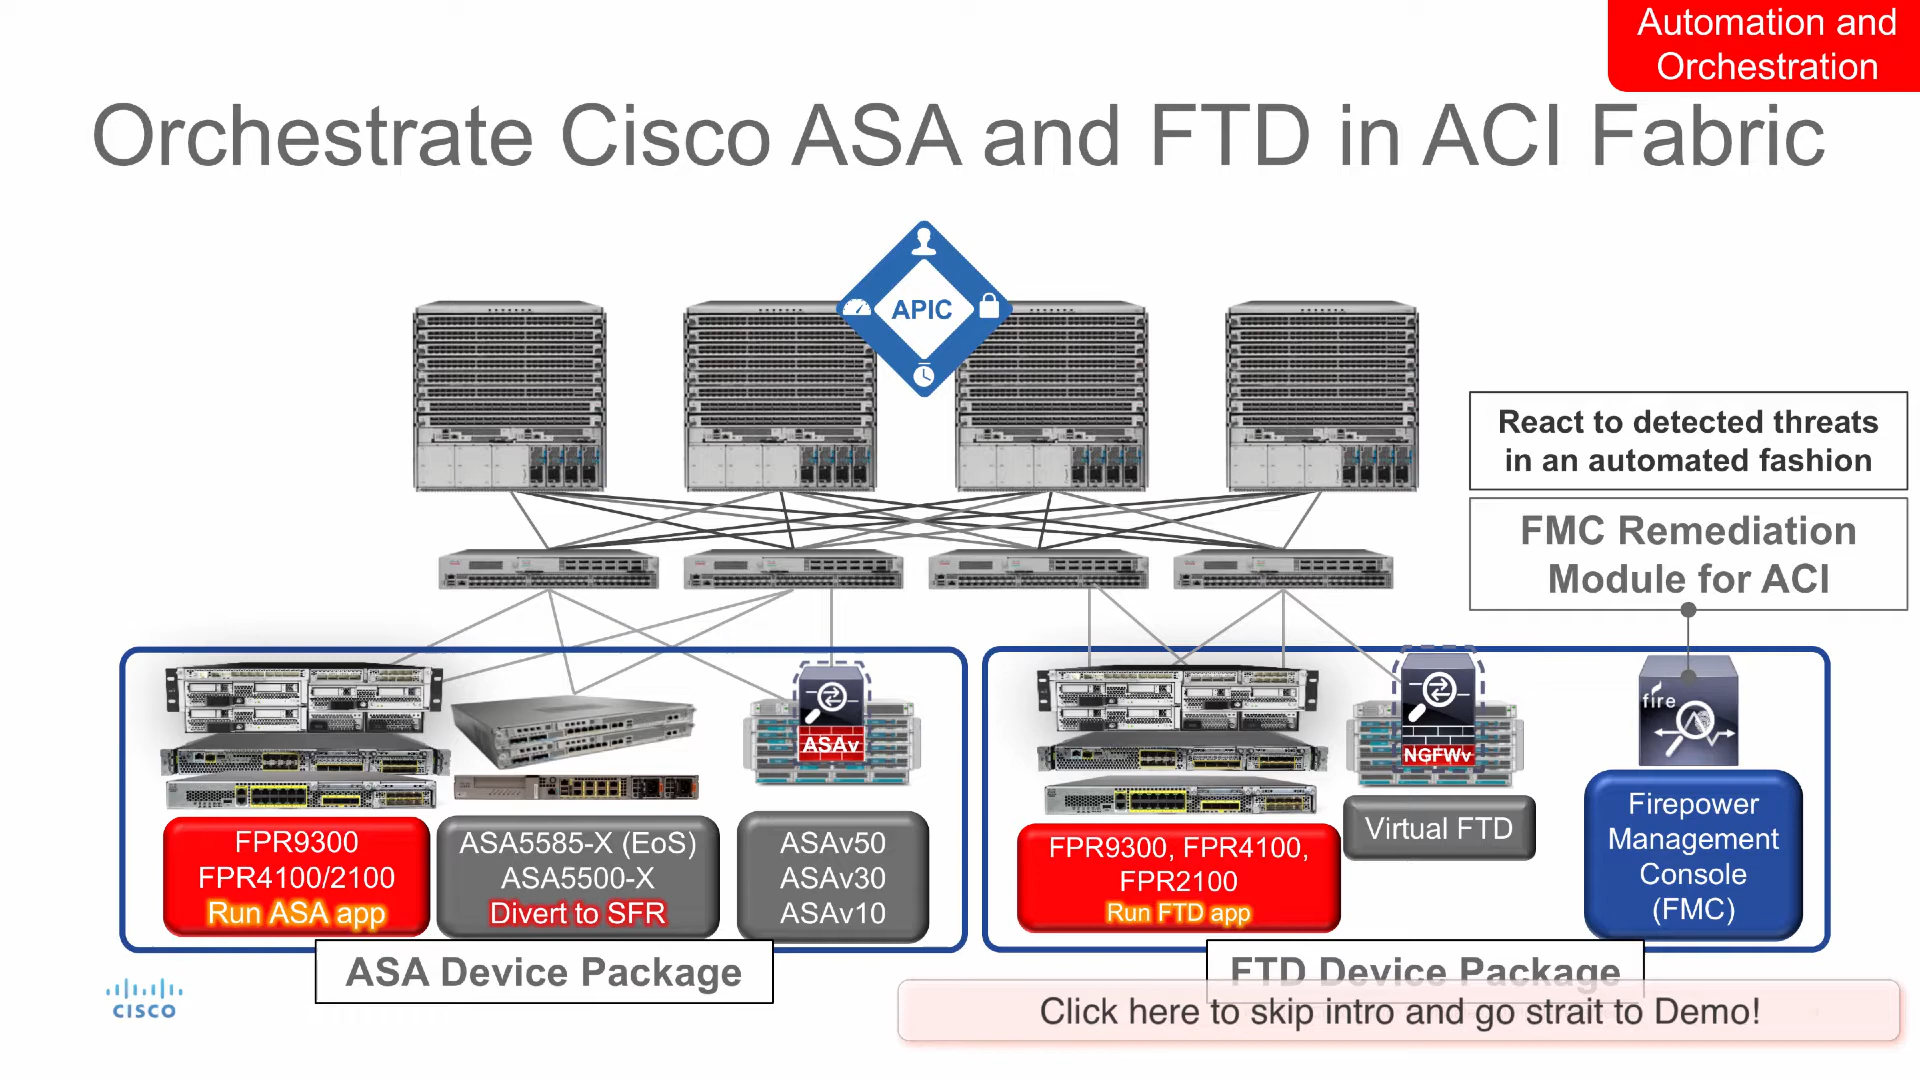 Automation and
Orchestration
Orchestrate Cisco ASA and FTD in ACI Fabric
APIC
React to detected threats
in an automated fashion
FMC Remediation
Module for ACI
ASAv
NGFWv
fire
FPR9300
FPR4100/2100
Run ASA app
ASA5585-X (EoS)
ASA5500-X
Divert to SFR
ASAv50
ASAv30
ASAv10
FPR9300, FPR4100,
FPR2100
Run FTD app
Virtual FTD
Firepower
Management
Console
(FMC)
ASA Device Package
FTD Device Package
CISCO
Click here to skip intro and go strait to Demo!